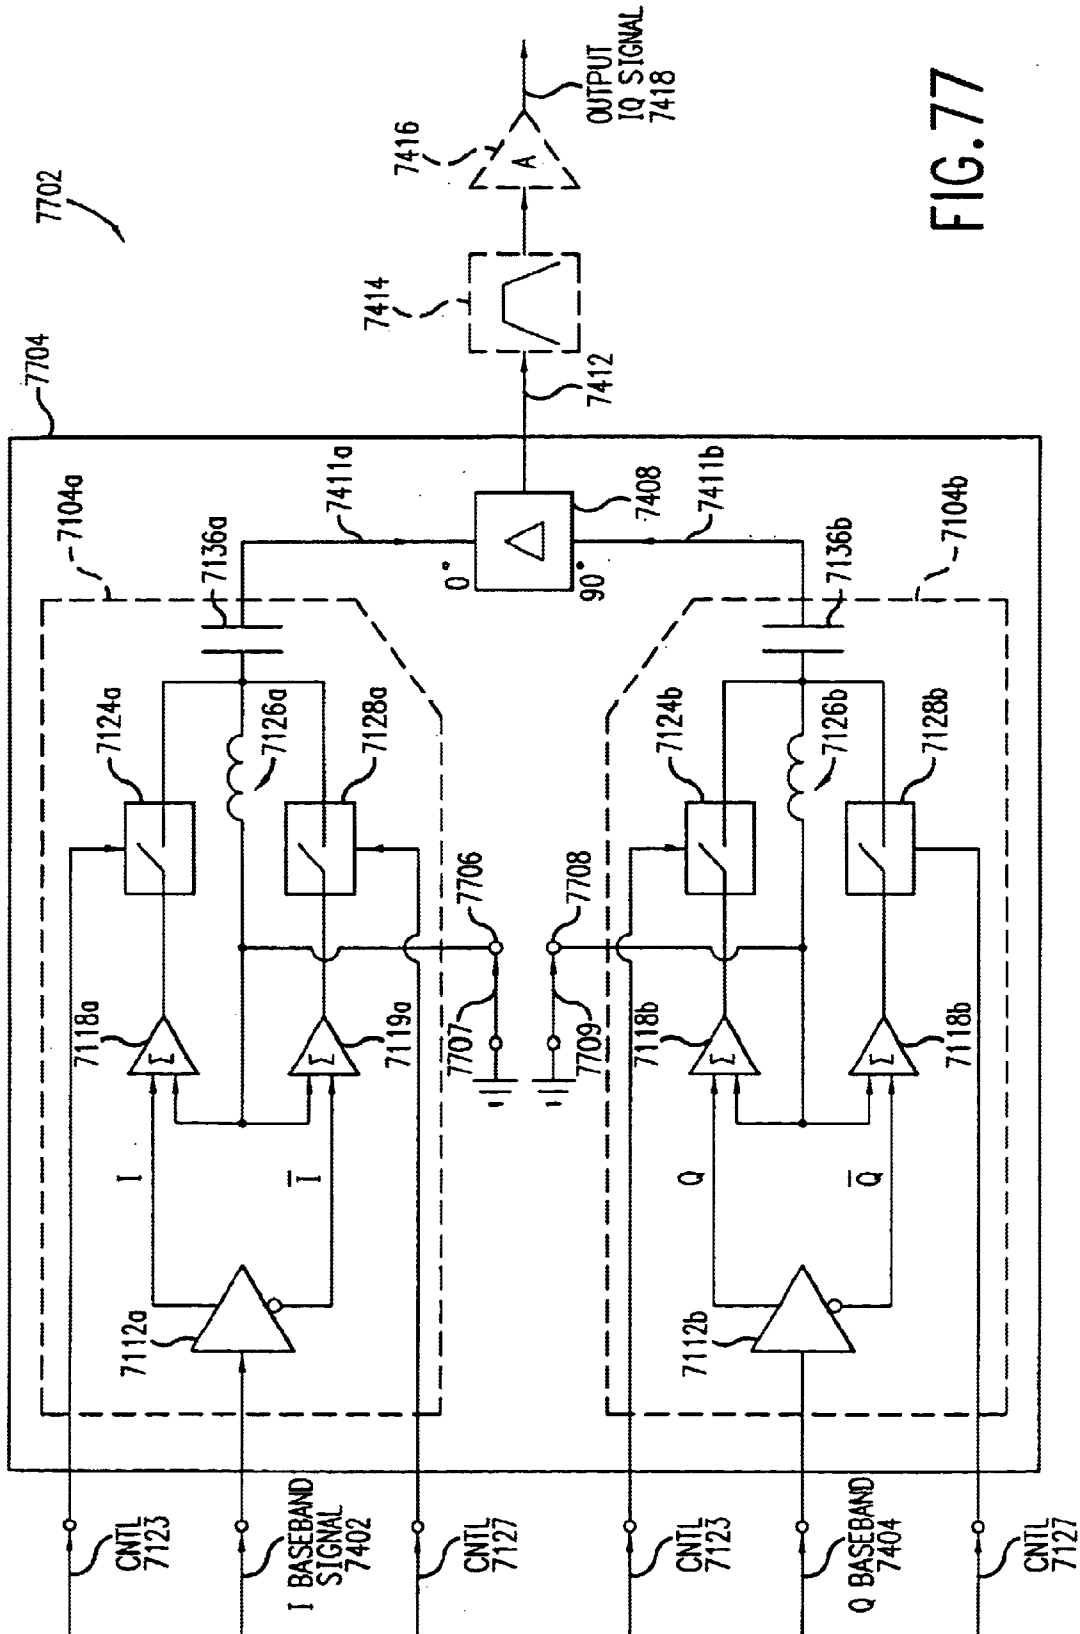 7702
7704
7104a
7124a
7136a
7118a
7112a
I
I
Σ
7126a
7128a
7119a
Σ
7411a
0°
7408
90°
7411b
7412
7414
7416
A
OUTPUT
IQ SIGNAL
7418
7706
7707
7708
7709
7104b
7124b
7136b
7118b
7112b
Q
Q
Σ
7126b
7128b
7118b
Σ
CNTL
7123
I BASEBAND
SIGNAL
7402
CNTL
7127
CNTL
7123
Q BASEBAND
7404
CNTL
7127
FIG.77